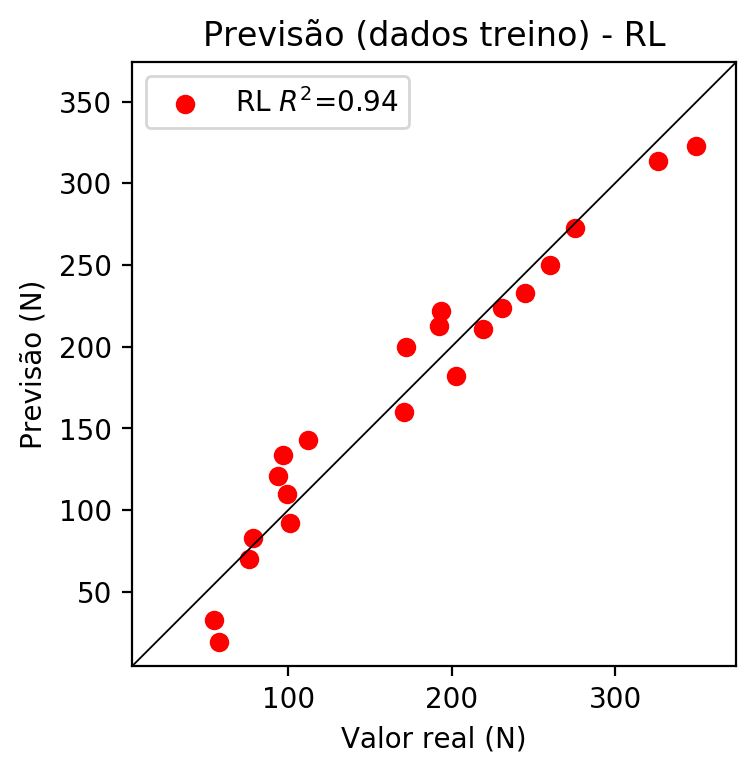 Previsão (dados treino) - RL
RL R²=0.94
350
300
250
200
150
100
50
Previsão (N)
100 200 300
Valor real (N)